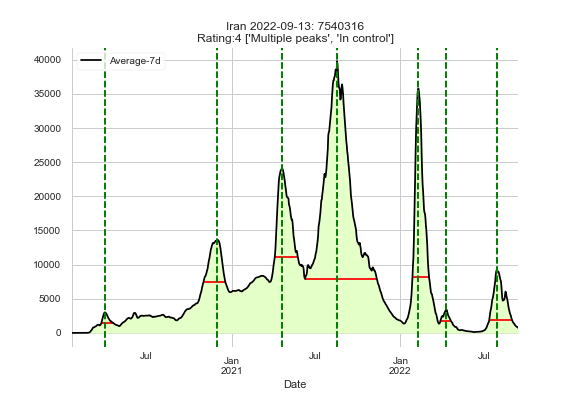 Iran 2022-09-13: 7540316
Rating:4 ['Multiple peaks', 'In control']
Average-7d
40000
35000
30000
25000
20000
15000
10000
5000
0
Jul
Jan
2021
Jul
Jan
2022
Jul
Date